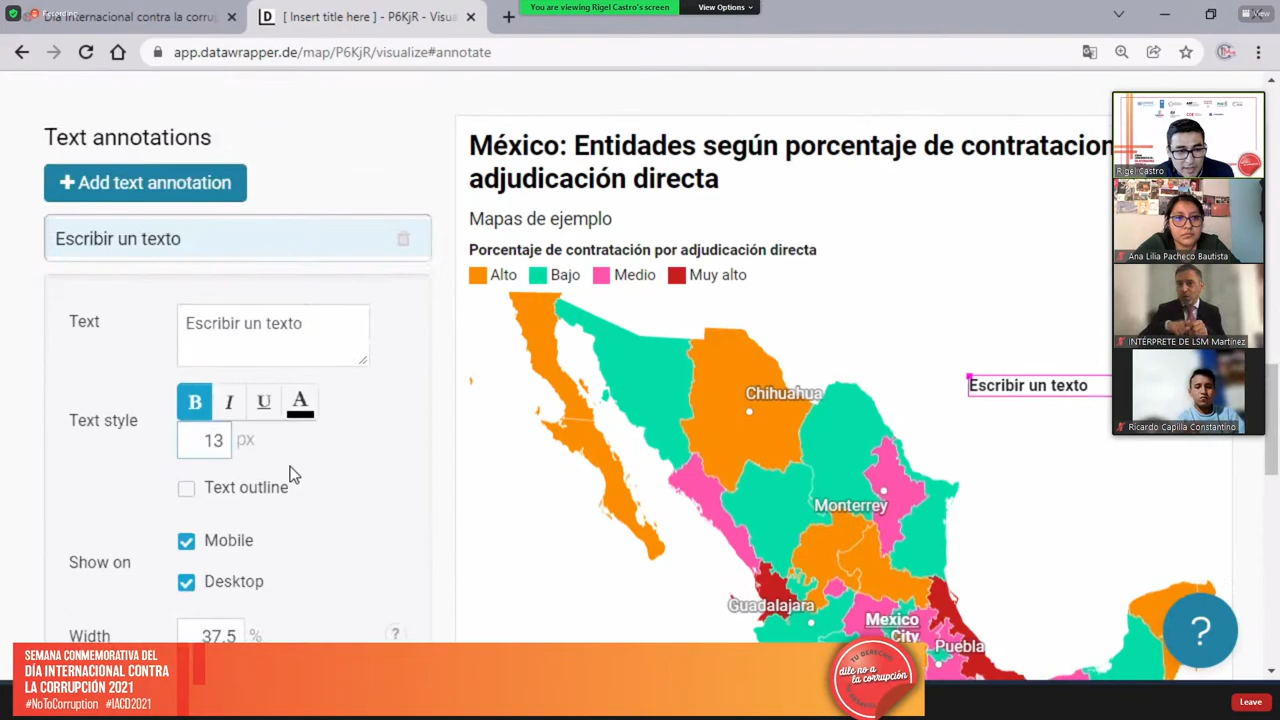 Recording
Día internacional contra la corrup
[ Insert title here ] - P6KjR - Visua
You are viewing Rigel Castro's screen
View Options
View
app.datawrapper.de/map/P6KjR/visualize#annotate
Text annotations
+ Add text annotation
Escribir un texto
Text
Escribir un texto
Text style
B I U A
13 px
Text outline
Show on
Mobile
Desktop
Width
37.5 %
?
México: Entidades según porcentaje de contratacion
adjudicación directa
Mapas de ejemplo
Porcentaje de contratación por adjudicación directa
Alto Bajo Medio Muy alto
Chihuahua
Escribir un texto
Monterrey
Guadalajara
Mexico
City
Puebla
?
Rigel Castro
Ana Lilia Pacheco Bautista
INTÉRPRETE DE LSM Martínez
Ricardo Capilla Constantino
SEMANA CONMEMORATIVA DEL
DÍA INTERNACIONAL CONTRA
LA CORRUPCIÓN 2021
#NoToCorruption #IACD2021
TU DERECHO
dile no a
la corrupción
Leave